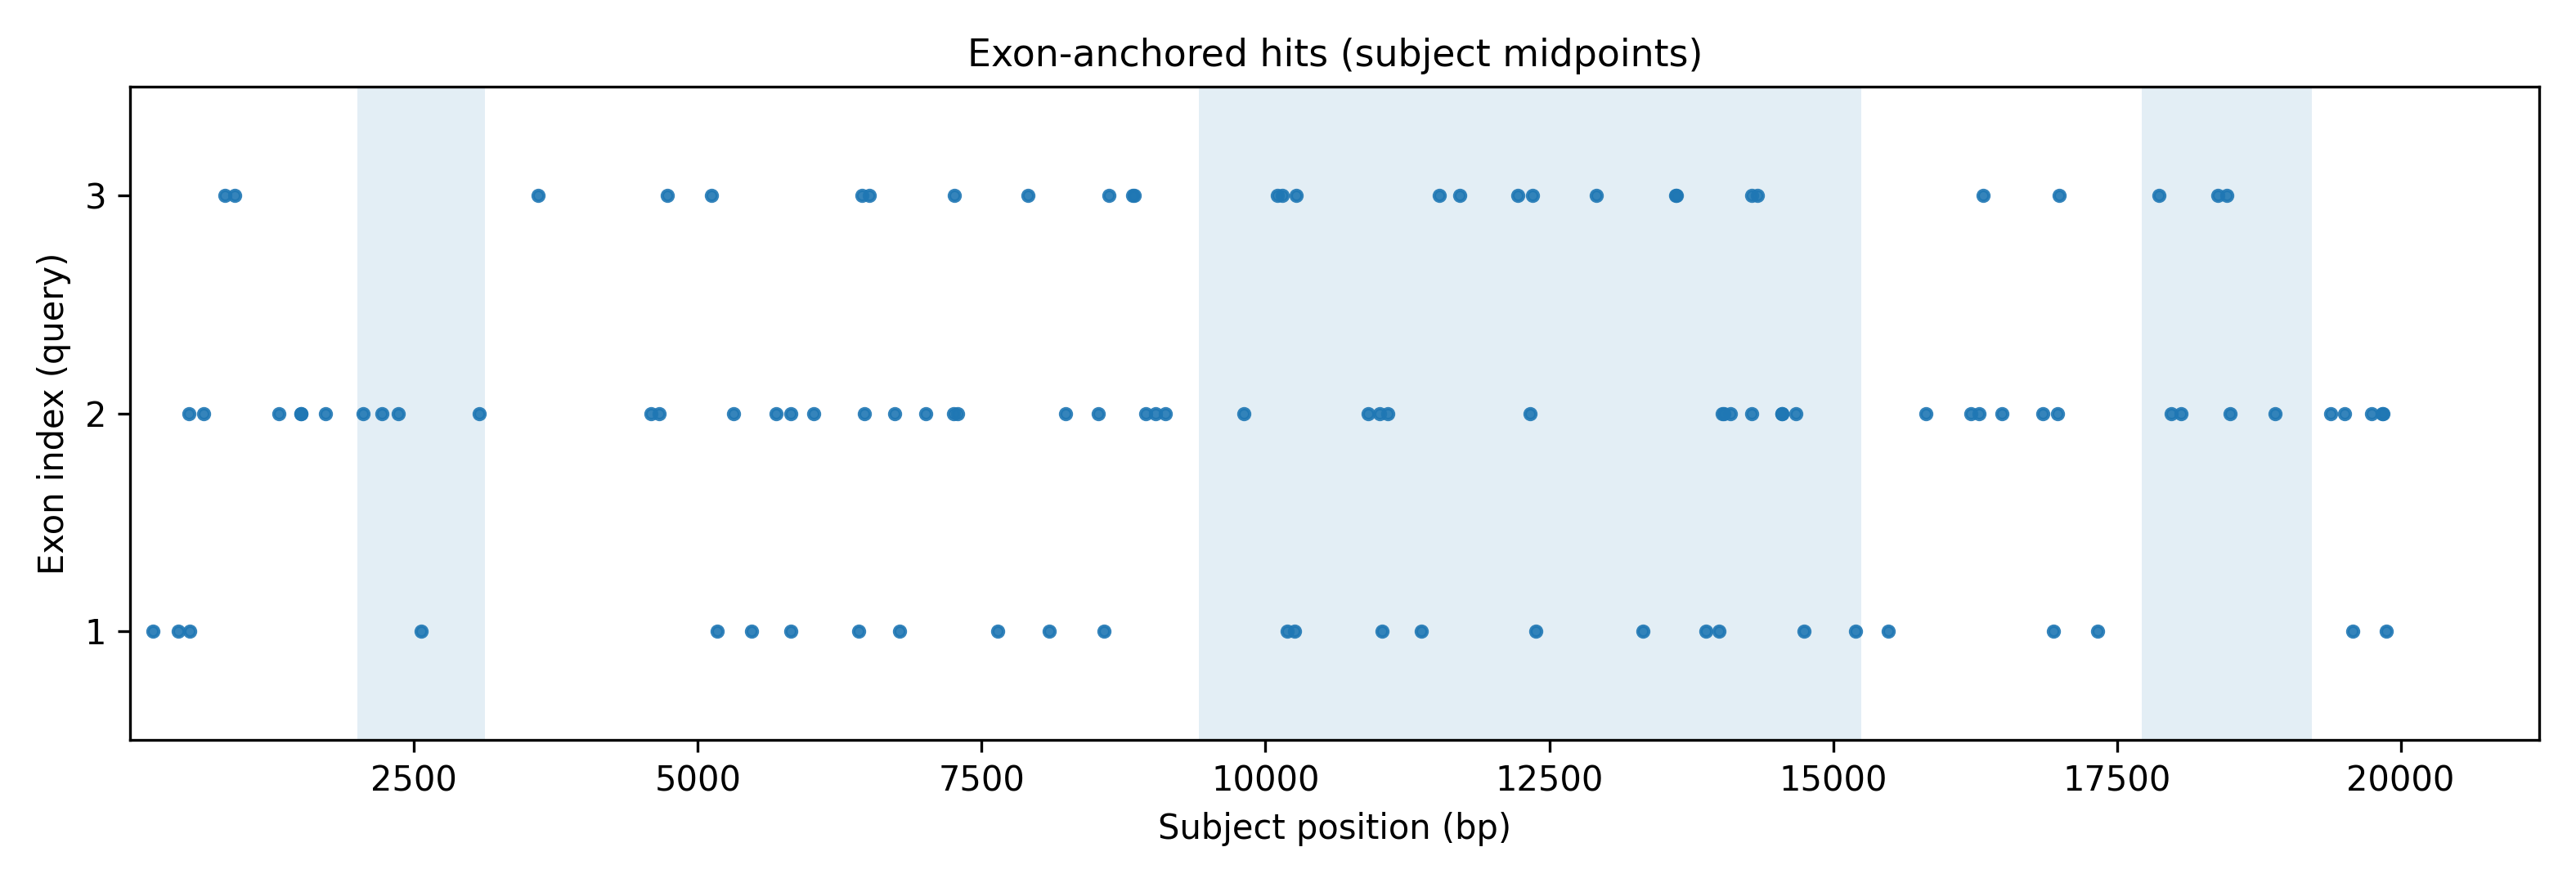 Exon-anchored hits (subject midpoints)
Exon index (query)
3
2
1
2500 5000 7500 10000 12500 15000 17500 20000
Subject position (bp)